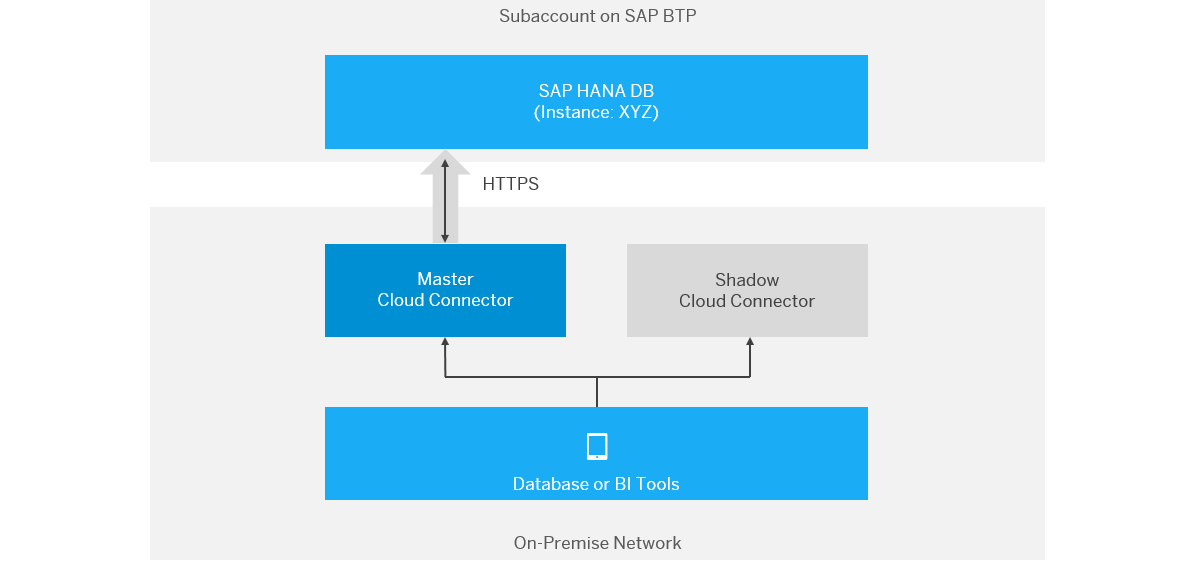 Subaccount on SAP BTP
SAP HANA DB
(Instance: XYZ)
HTTPS
Master
Cloud Connector
Shadow
Cloud Connector
Database or BI Tools
On-Premise Network